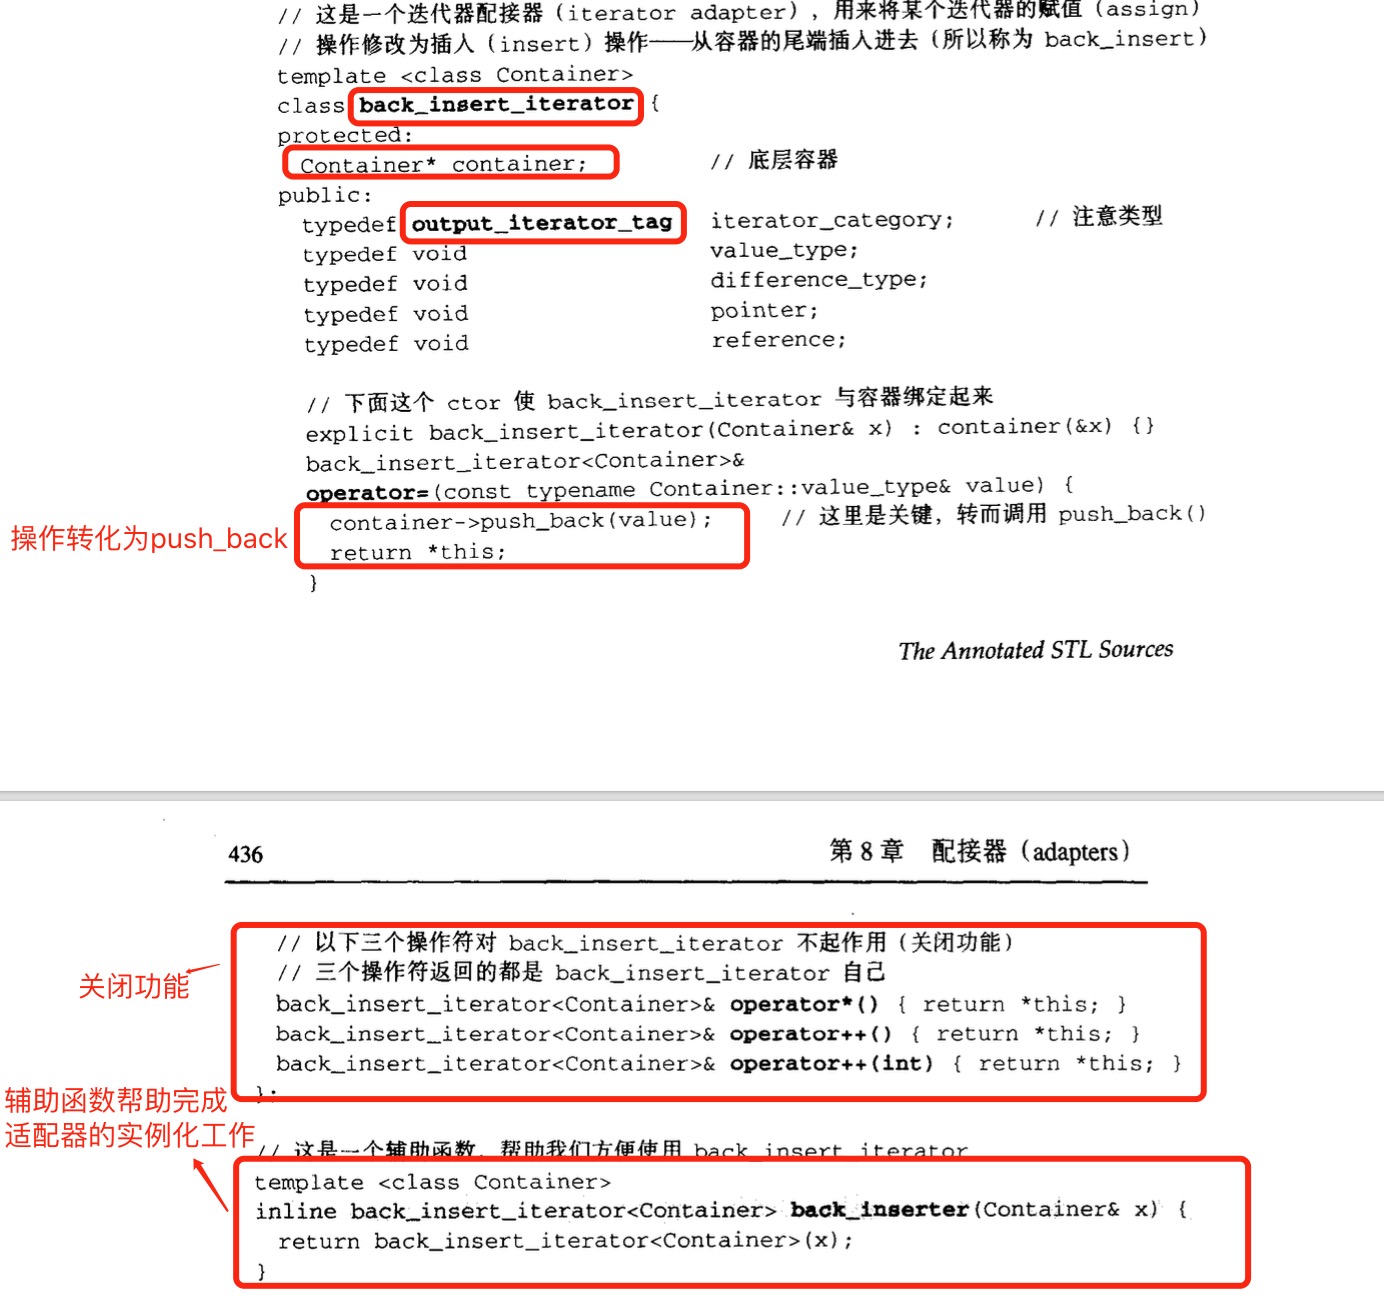 // 这是一个迭代器配接器（iterator adapter），用来将某个迭代器的赋值（assign）
// 操作修改为插入（insert）操作——从容器的尾端插入进去（所以称为 back_insert）
template <class Container>
class back_insert_iterator {
protected:
Container* container; // 底层容器
public:
typedef output_iterator_tag iterator_category; // 注意类型
typedef void value_type;
typedef void difference_type;
typedef void pointer;
typedef void reference;
// 下面这个 ctor 使 back_insert_iterator 与容器绑定起来
explicit back_insert_iterator(Container& x) : container(&x) {}
back_insert_iterator<Container>&
operator=(const typename Container::value_type& value) {
container->push_back(value); // 这里是关键，转而调用 push_back()
操作转化为push_back
return *this;
}
The Annotated STL Sources
436 第 8 章 配接器（adapters）
// 以下三个操作符对 back_insert_iterator 不起作用（关闭功能）
// 三个操作符返回的都是 back_insert_iterator 自己
关闭功能
back_insert_iterator<Container>& operator*() { return *this; }
back_insert_iterator<Container>& operator++() { return *this; }
back_insert_iterator<Container>& operator++(int) { return *this; }
};
辅助函数帮助完成
适配器的实例化工作
// 这是一个辅助函数，帮助我们方便使用 back_insert_iterator
template <class Container>
inline back_insert_iterator<Container> back_inserter(Container& x) {
return back_insert_iterator<Container>(x);
}